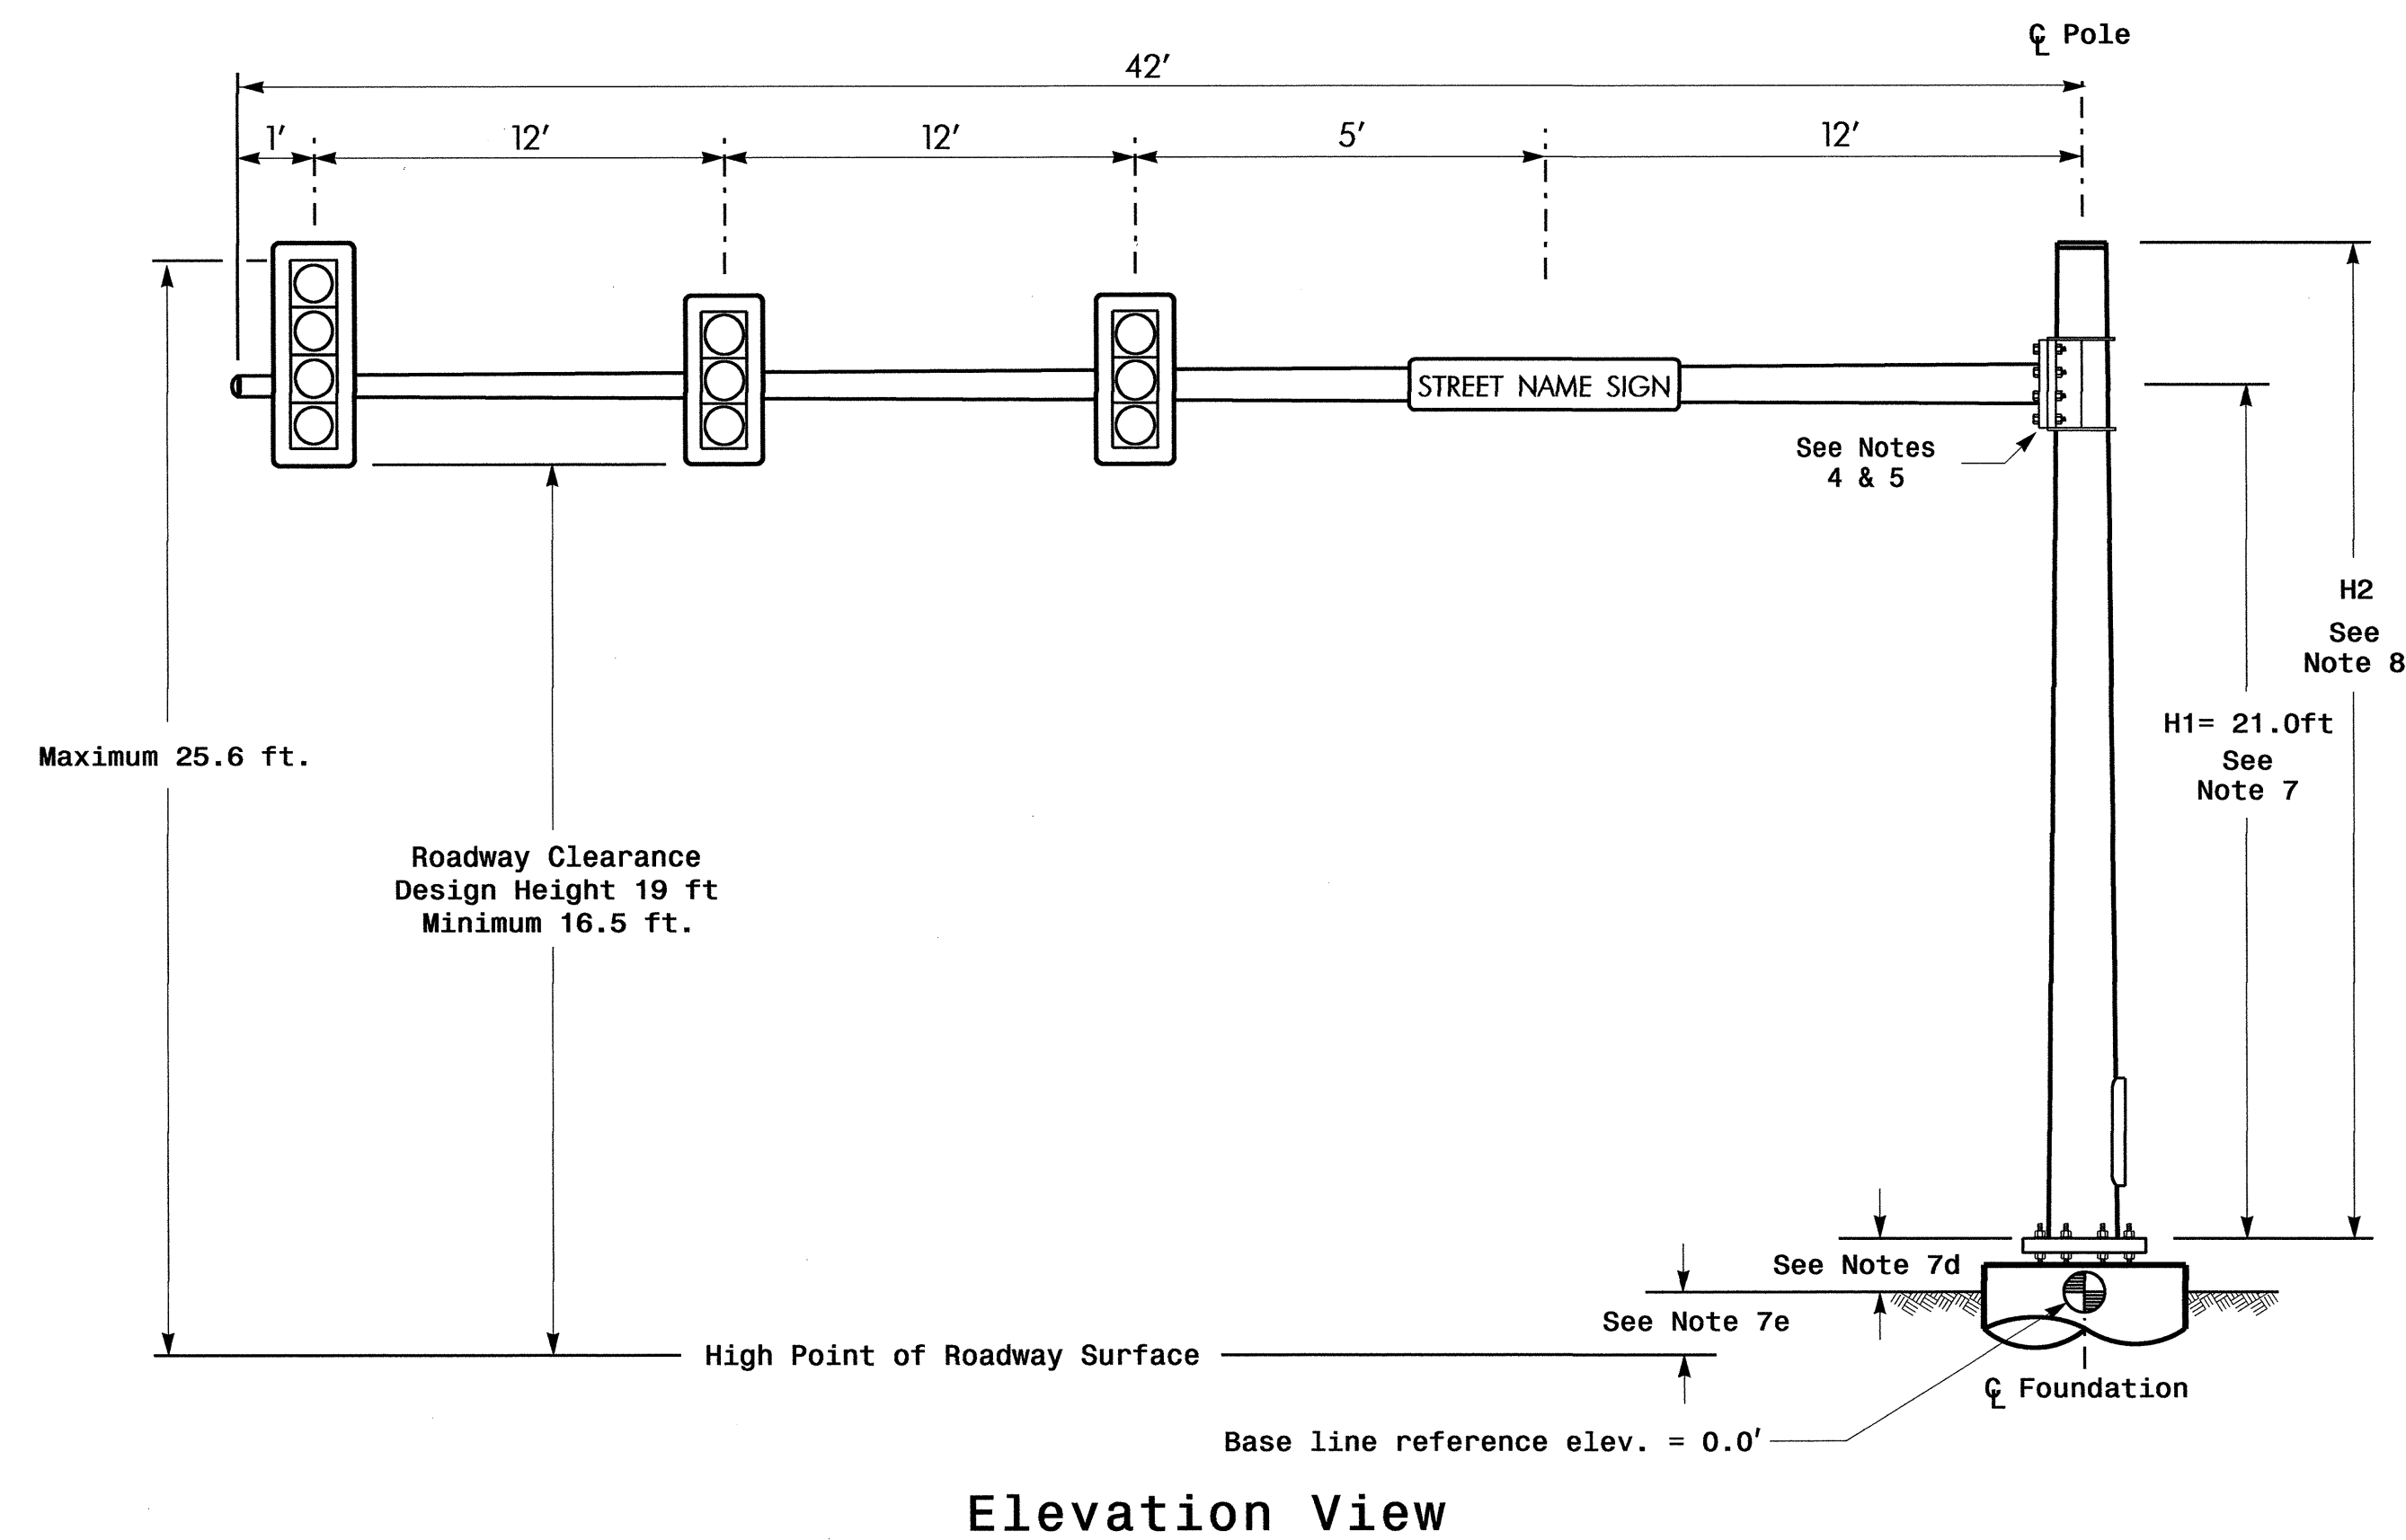 ℄ Pole
42'
1'
12'
12'
5'
12'
STREET NAME SIGN
See Notes
4 & 5
H2
See
Note 8
H1= 21.0ft
See
Note 7
Maximum 25.6 ft.
Roadway Clearance
Design Height 19 ft
Minimum 16.5 ft.
See Note 7d
See Note 7e
High Point of Roadway Surface
℄ Foundation
Base line reference elev. = 0.0'
Elevation View